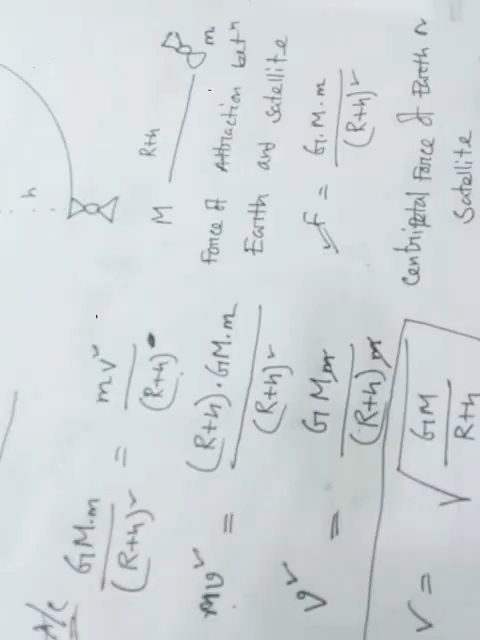 h
M R+h m
Force of Attraction betn
Earth and Satellite
F = G.M.m / (R+h)²
Centripetal Force of Earth n
Satellite
A/c
GM.m / (R+h)² = mv² / (R+h)
mv² = (R+h).GM.m / (R+h)²
v² = GMm / (R+h)m
V = √(GM / R+h)